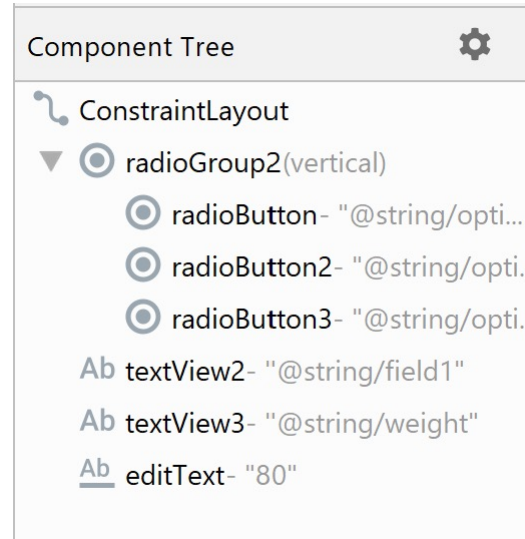 Component Tree
ConstraintLayout
radioGroup2(vertical)
radioButton- "@string/opti...
radioButton2- "@string/opti..
radioButton3- "@string/opti..
Ab textView2- "@string/field1"
Ab textView3- "@string/weight"
Ab editText- "80"